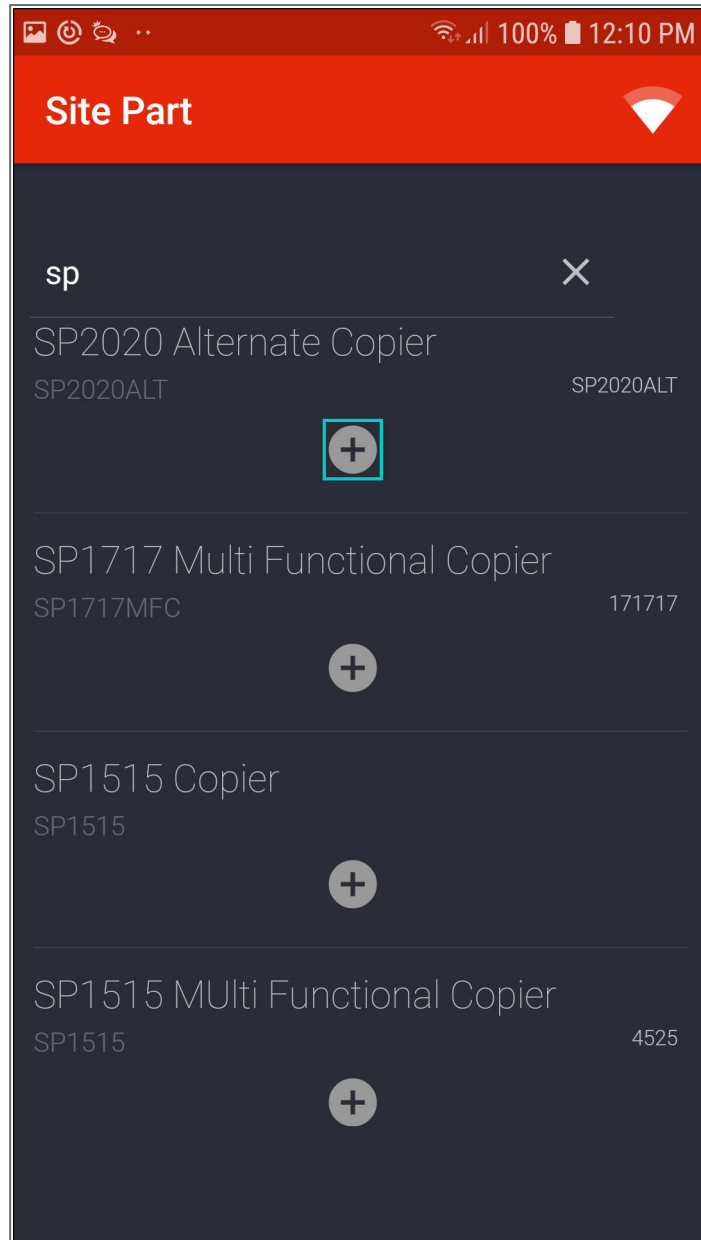 100% 12:10 PM
Site Part
sp
SP2020 Alternate Copier
SP2020ALT SP2020ALT
SP1717 Multi Functional Copier
SP1717MFC 171717
SP1515 Copier
SP1515
SP1515 MUlti Functional Copier
SP1515 4525